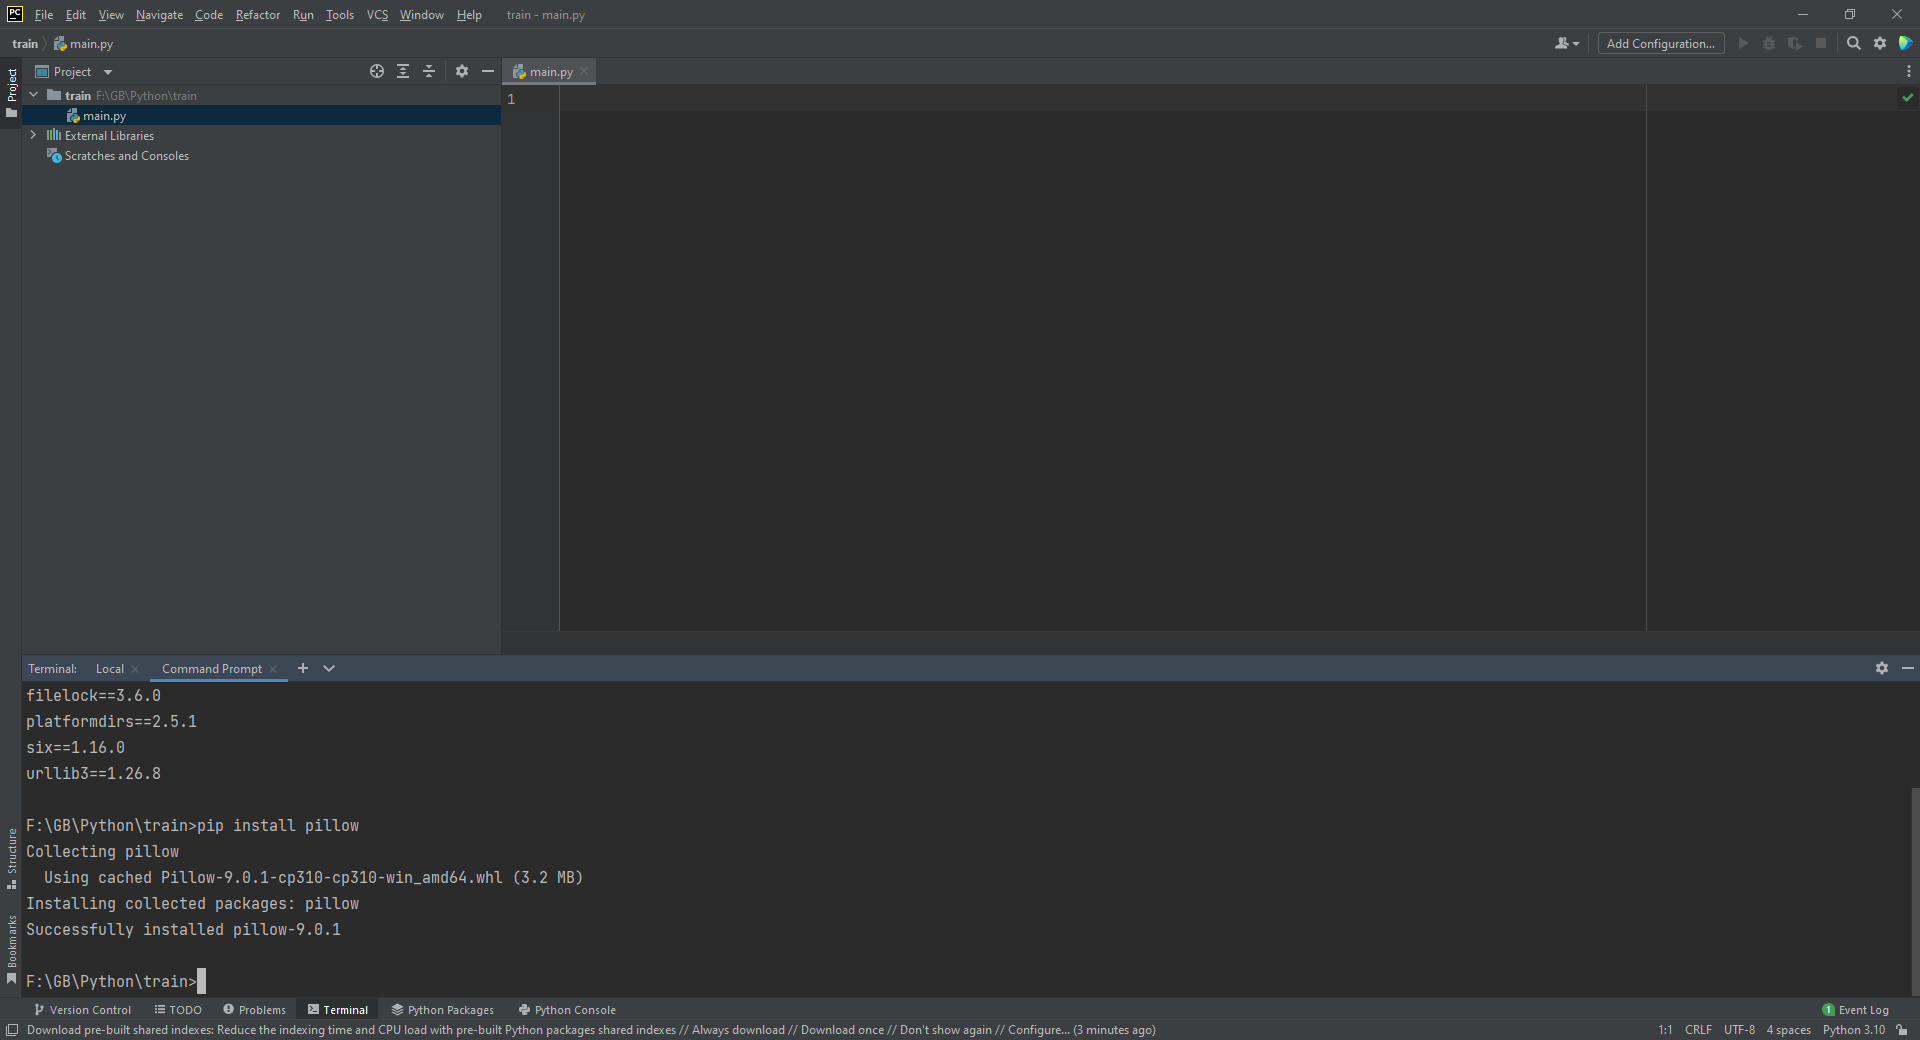 PC File Edit View Navigate Code Refactor Run Tools VCS Window Help train - main.py
train main.py Add Configuration...
Project
Project
main.py
train F:\GB\Python\train
main.py
External Libraries
Scratches and Consoles
1
Terminal: Local Command Prompt
filelock==3.6.0
platformdirs==2.5.1
six==1.16.0
urllib3==1.26.8
F:\GB\Python\train>pip install pillow
Collecting pillow
Using cached Pillow-9.0.1-cp310-cp310-win_amd64.whl (3.2 MB)
Installing collected packages: pillow
Successfully installed pillow-9.0.1
F:\GB\Python\train>
Structure
Bookmarks
Version Control TODO Problems Terminal Python Packages Python Console 1 Event Log
Download pre-built shared indexes: Reduce the indexing time and CPU load with pre-built Python packages shared indexes // Always download // Download once // Don't show again // Configure... (3 minutes ago) 1:1 CRLF UTF-8 4 spaces Python 3.10